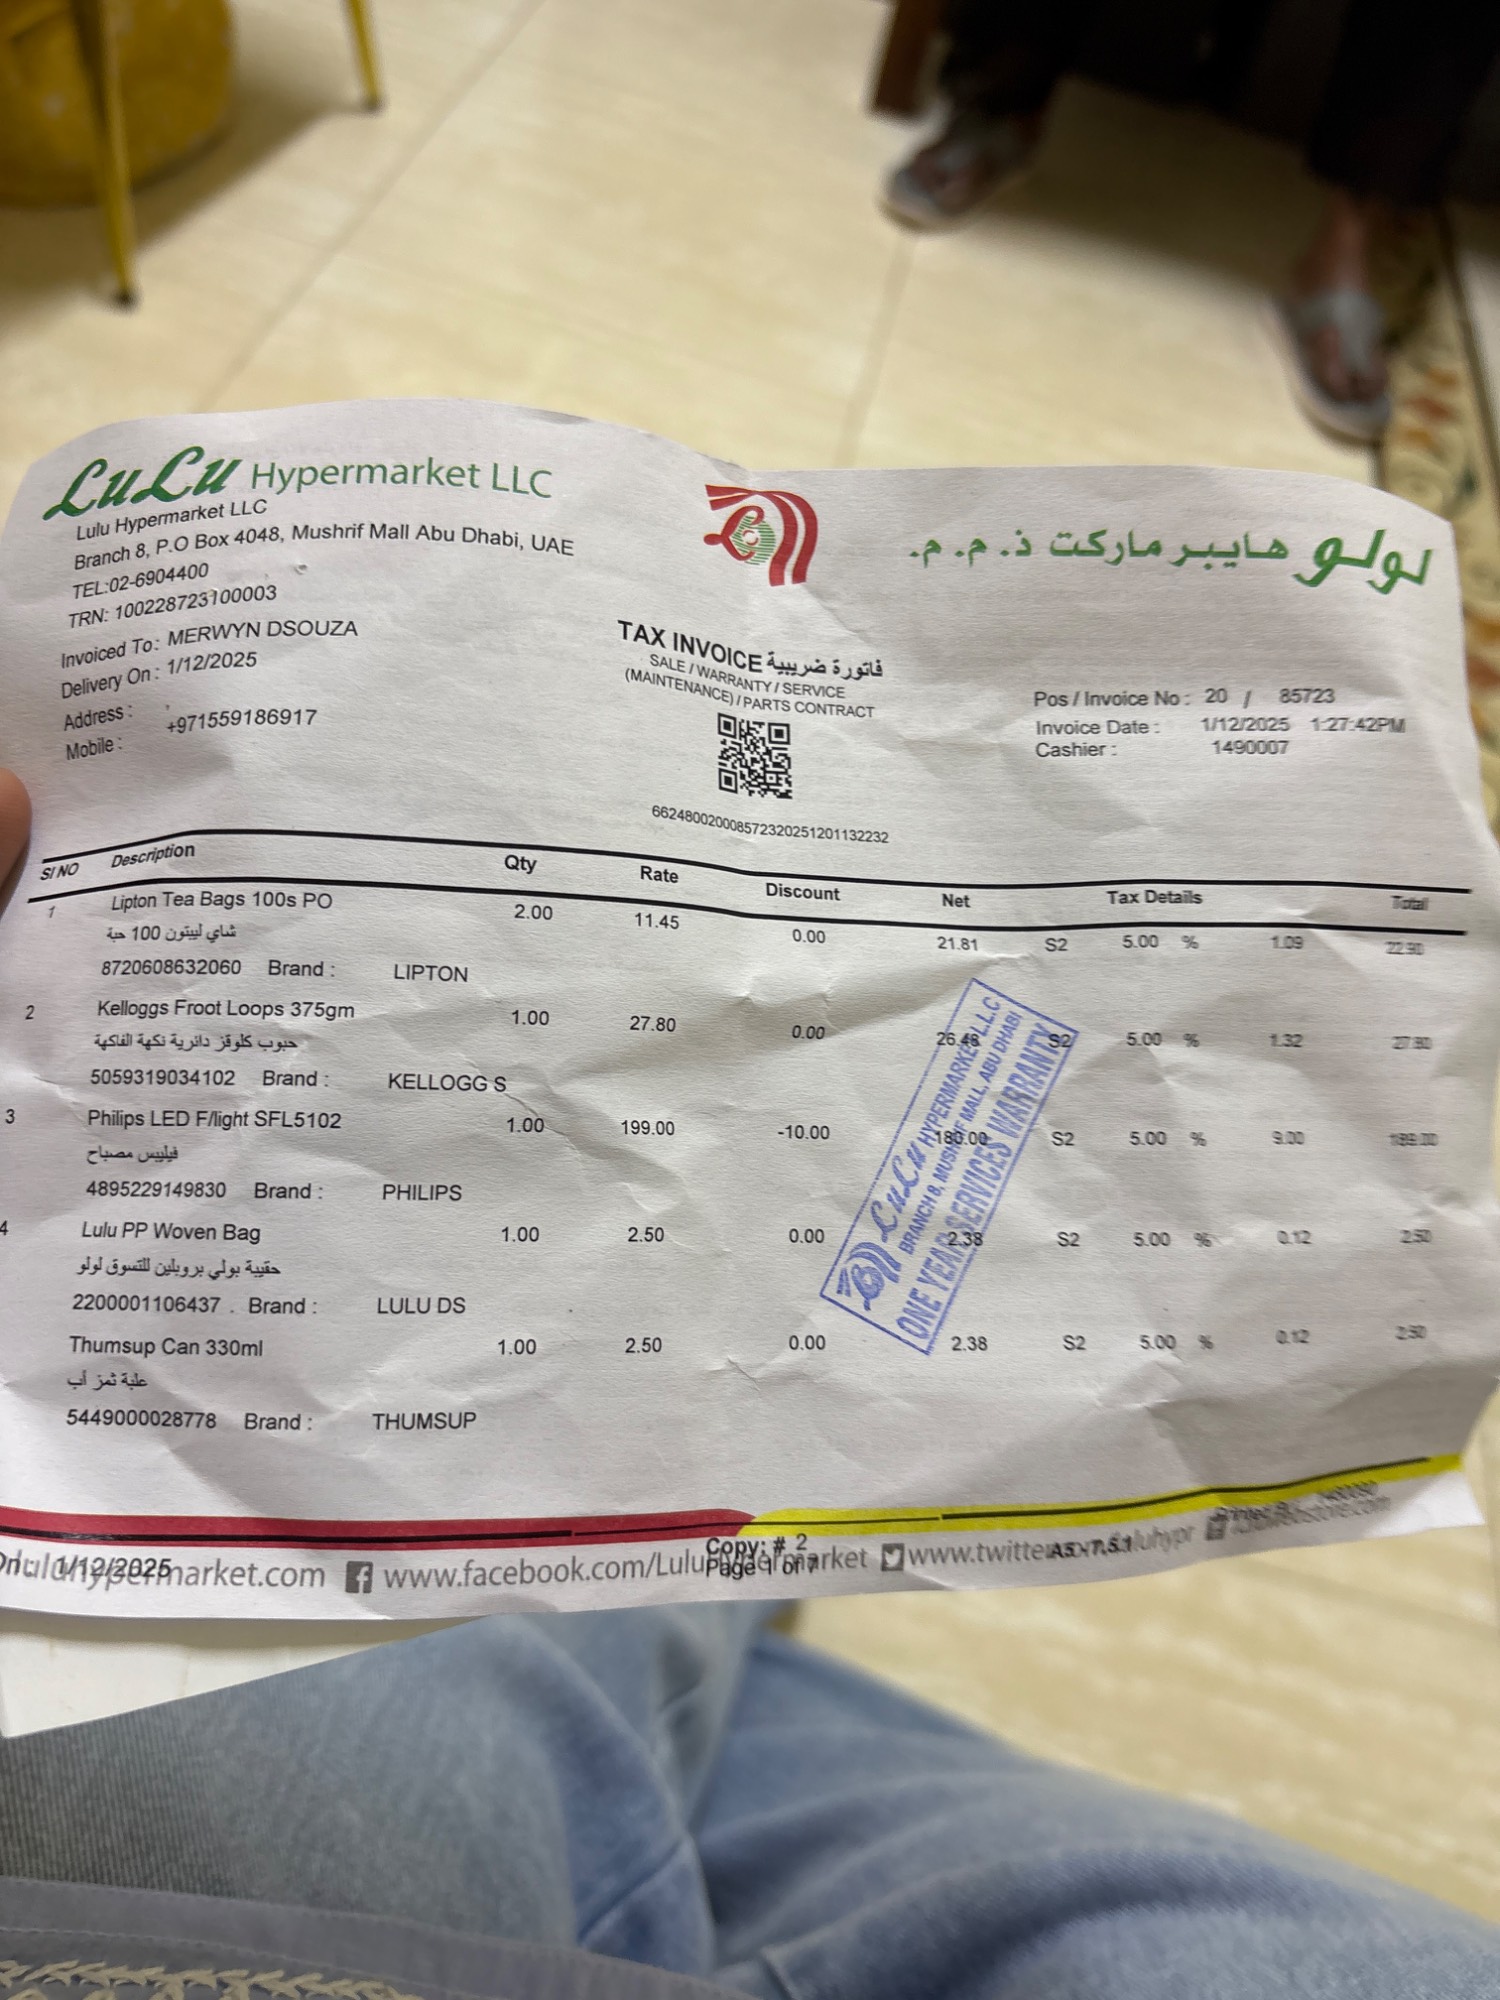 LuLu Hypermarket LLC
لولو هايبر ماركت ذ.م.م.
Lulu Hypermarket LLC
Branch 8, P.O Box 4048, Mushrif Mall Abu Dhabi, UAE
TEL:02-6904400
TRN: 100228723100003
Invoiced To: MERWYN DSOUZA
Delivery On : 1/12/2025
Address :
Mobile : +971559186917
TAX INVOICE فاتورة ضريبية
SALE / WARRANTY / SERVICE
(MAINTENANCE) / PARTS CONTRACT
662480020008572320251201132232
Pos / Invoice No : 20 / 85723
Invoice Date : 1/12/2025 1:27:42PM
Cashier : 1490007
SI NO Description Qty Rate Discount Net Tax Details Total
1 Lipton Tea Bags 100s PO 2.00 11.45 0.00 21.81 S2 5.00 % 1.09 22.90
شاي ليبتون 100 حبة
8720608632060 Brand : LIPTON
2 Kelloggs Froot Loops 375gm 1.00 27.80 0.00 26.48 S2 5.00 % 1.32 27.80
حبوب كلوقز دائرية نكهة الفاكهة
5059319034102 Brand : KELLOGG S
3 Philips LED F/light SFL5102 1.00 199.00 -10.00 180.00 S2 5.00 % 9.00 189.00
فيليبس مصباح
4895229149830 Brand : PHILIPS
4 Lulu PP Woven Bag 1.00 2.50 0.00 2.38 S2 5.00 % 0.12 2.50
حقيبة بولي بروبلين للتسوق لولو
2200001106437 . Brand : LULU DS
Thumsup Can 330ml 1.00 2.50 0.00 2.38 S2 5.00 % 0.12 2.50
علبة ثمز أب
5449000028778 Brand : THUMSUP
LuLu HYPERMARKET L.L.C
BRANCH 8, MUSHRIF MALL, ABU DHABI
ONE YEAR SERVICES WARRANTY
1/12/2025
www.facebook.com/LuluHypermarket
Copy: # 2
Page 1 of 7
A5 -7.5.1